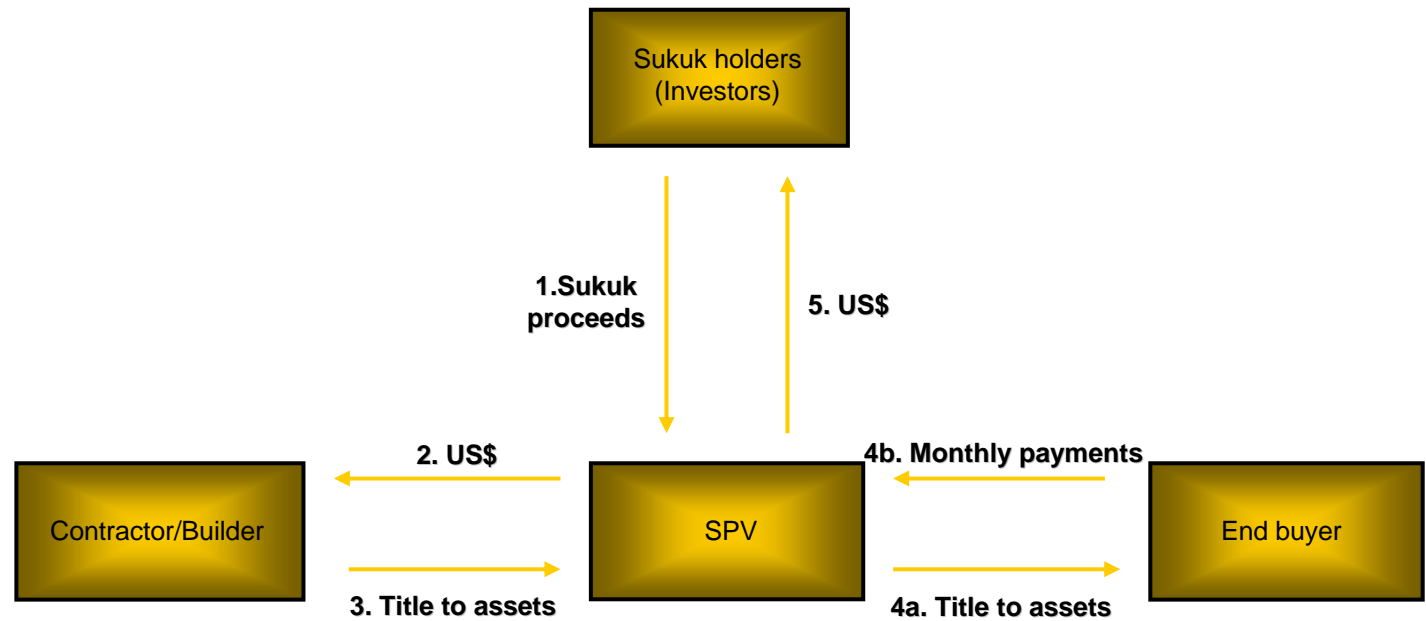 Sukuk holders
(Investors)
1.Sukuk
proceeds
5. US$
2. US$
4b. Monthly payments
Contractor/Builder
SPV
End buyer
3. Title to assets
4a. Title to assets